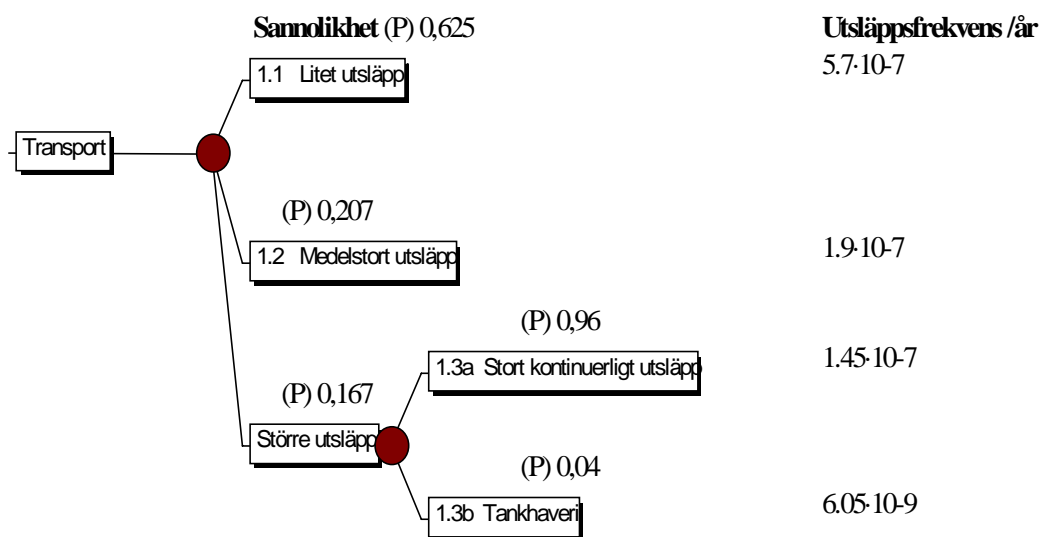 Sannolikhet (P) 0,625 Utsläppsfrekvens /år
1.1 Litet utsläpp 5.7·10-7
Transport
(P) 0,207
1.2 Medelstort utsläpp 1.9·10-7
(P) 0,96
1.3a Stort kontinuerligt utsläpp 1.45·10-7
(P) 0,167
Större utsläpp
(P) 0,04
1.3b Tankhaveri 6.05·10-9